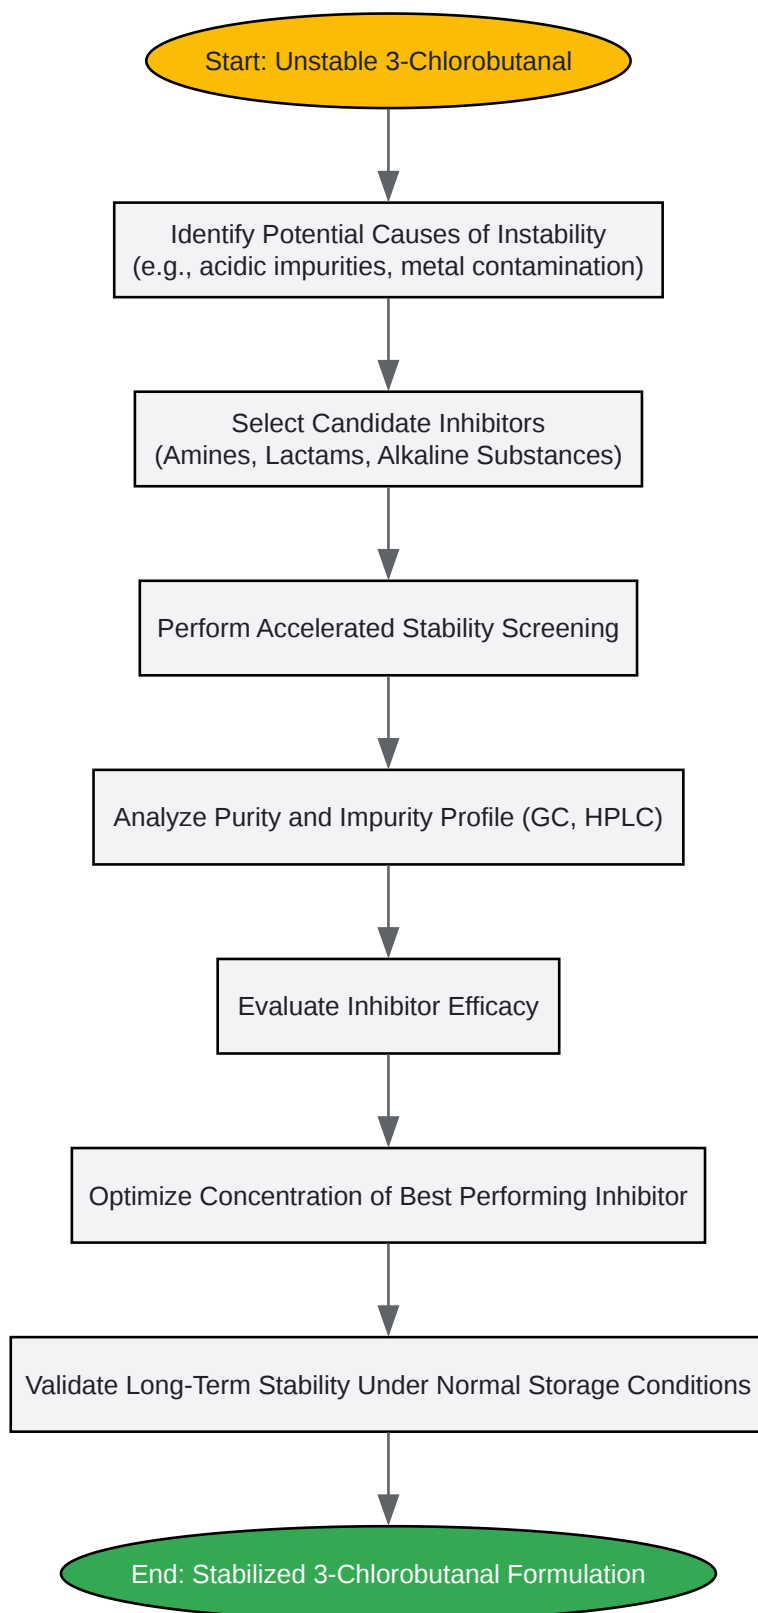 Start: Unstable 3-Chlorobutanal
Identify Potential Causes of Instability
(e.g., acidic impurities, metal contamination)
Select Candidate Inhibitors
(Amines, Lactams, Alkaline Substances)
Perform Accelerated Stability Screening
Analyze Purity and Impurity Profile (GC, HPLC)
Evaluate Inhibitor Efficacy
Optimize Concentration of Best Performing Inhibitor
Validate Long-Term Stability Under Normal Storage Conditions
End: Stabilized 3-Chlorobutanal Formulation